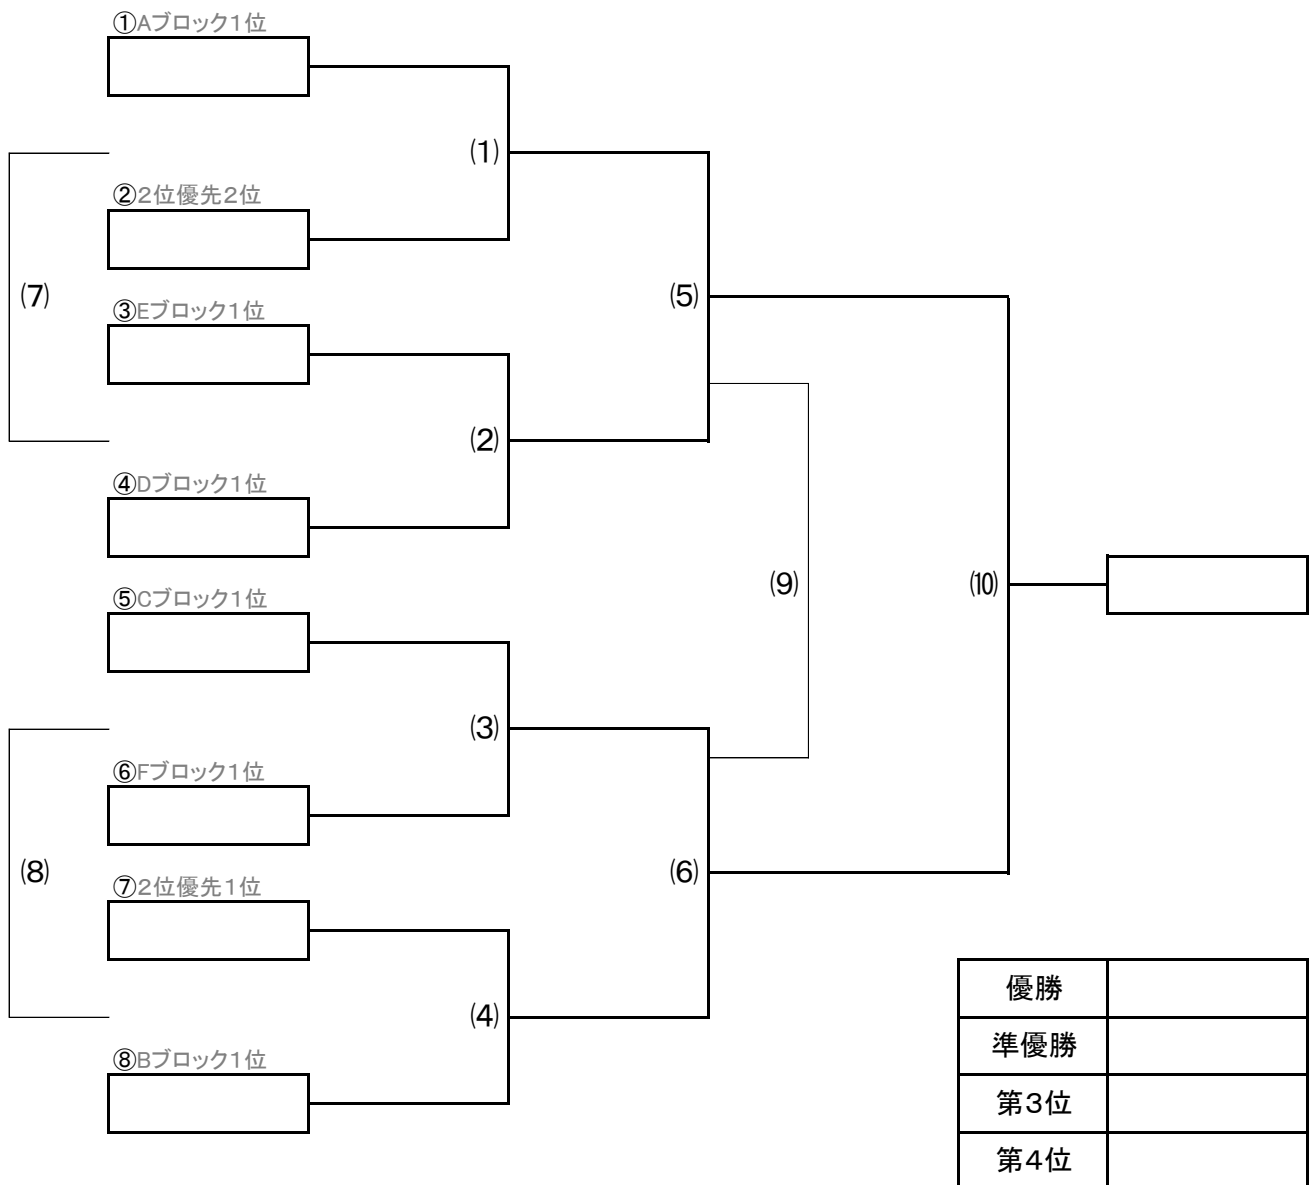 ①Aブロック1位
(1)
②2位優先2位
(7)
③Eブロック1位
(5)
(2)
④Dブロック1位
⑤Cブロック1位
(9)
(10)
(3)
⑥Fブロック1位
(8)
⑦2位優先1位
(6)
(4)
⑧Bブロック1位
優勝
準優勝
第3位
第4位